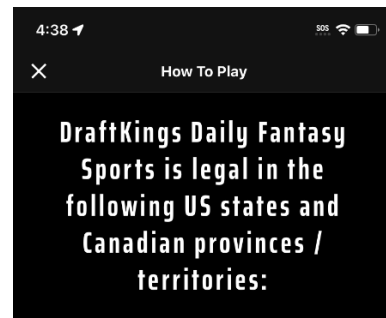 4:38 SOS
How To Play
DraftKings Daily Fantasy
Sports is legal in the
following US states and
Canadian provinces /
territories: